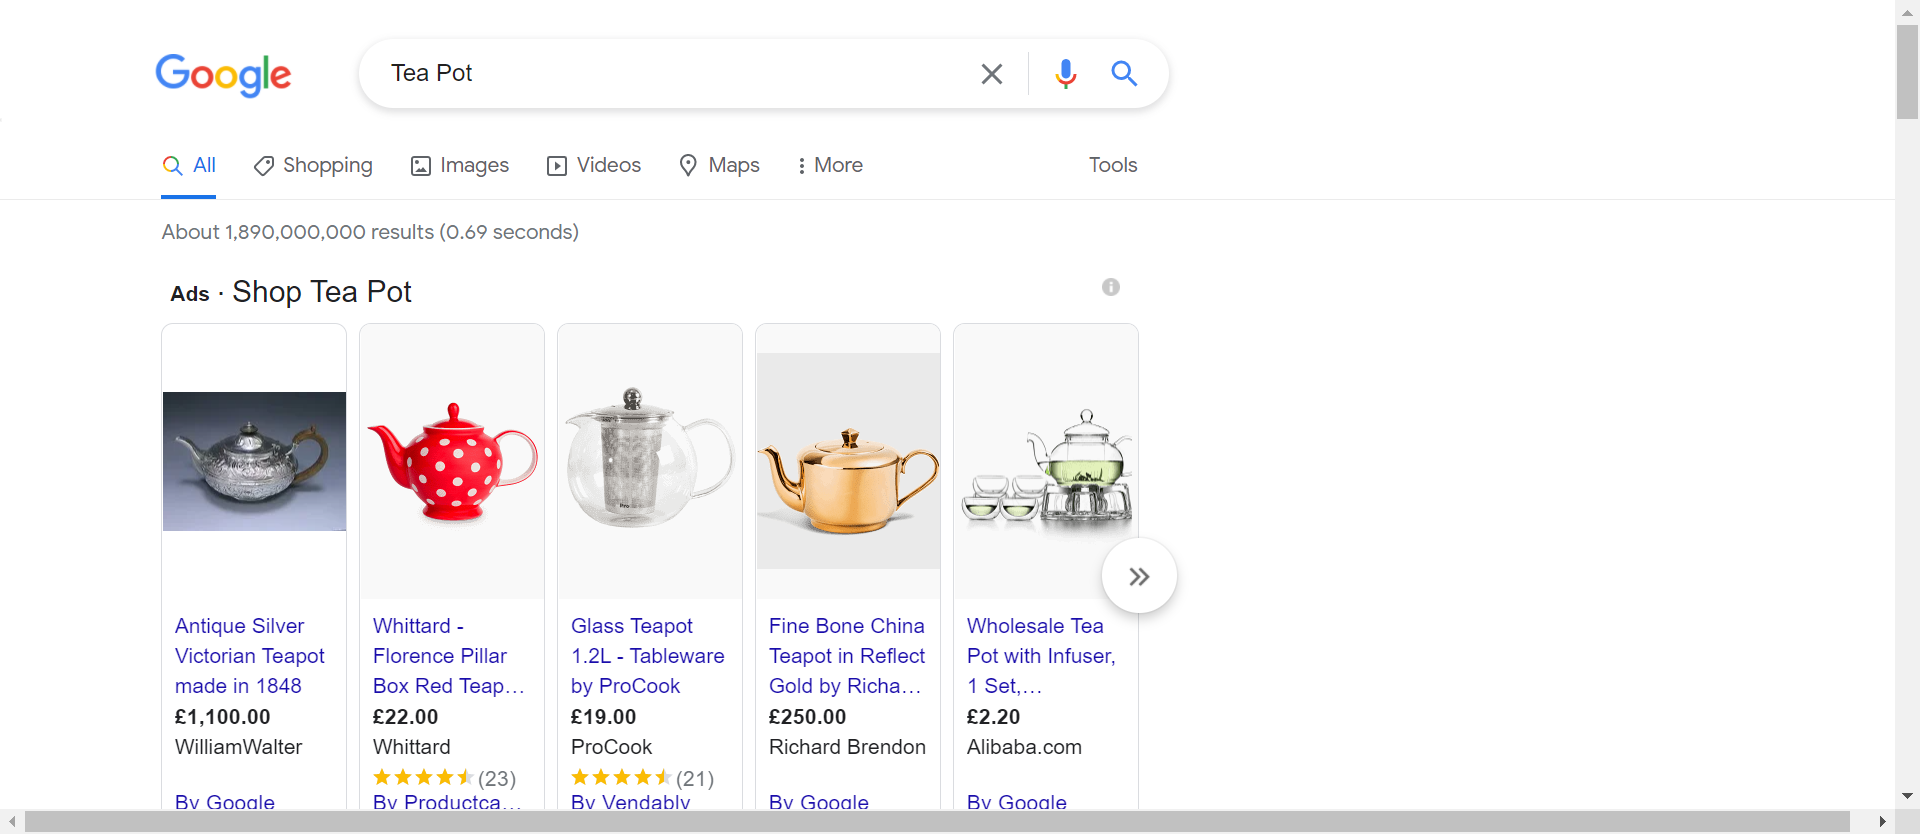 Google
Tea Pot
All
Shopping
Images
Videos
Maps
More
Tools
About 1,890,000,000 results (0.69 seconds)
Ads · Shop Tea Pot
Antique Silver
Victorian Teapot
made in 1848
£1,100.00
WilliamWalter
By Google
Whittard -
Florence Pillar
Box Red Teap…
£22.00
Whittard
(23)
By Productca…
Glass Teapot
1.2L - Tableware
by ProCook
£19.00
ProCook
(21)
By Vendably
Fine Bone China
Teapot in Reflect
Gold by Richa…
£250.00
Richard Brendon
By Google
Wholesale Tea
Pot with Infuser,
1 Set,…
£2.20
Alibaba.com
By Google
Pro